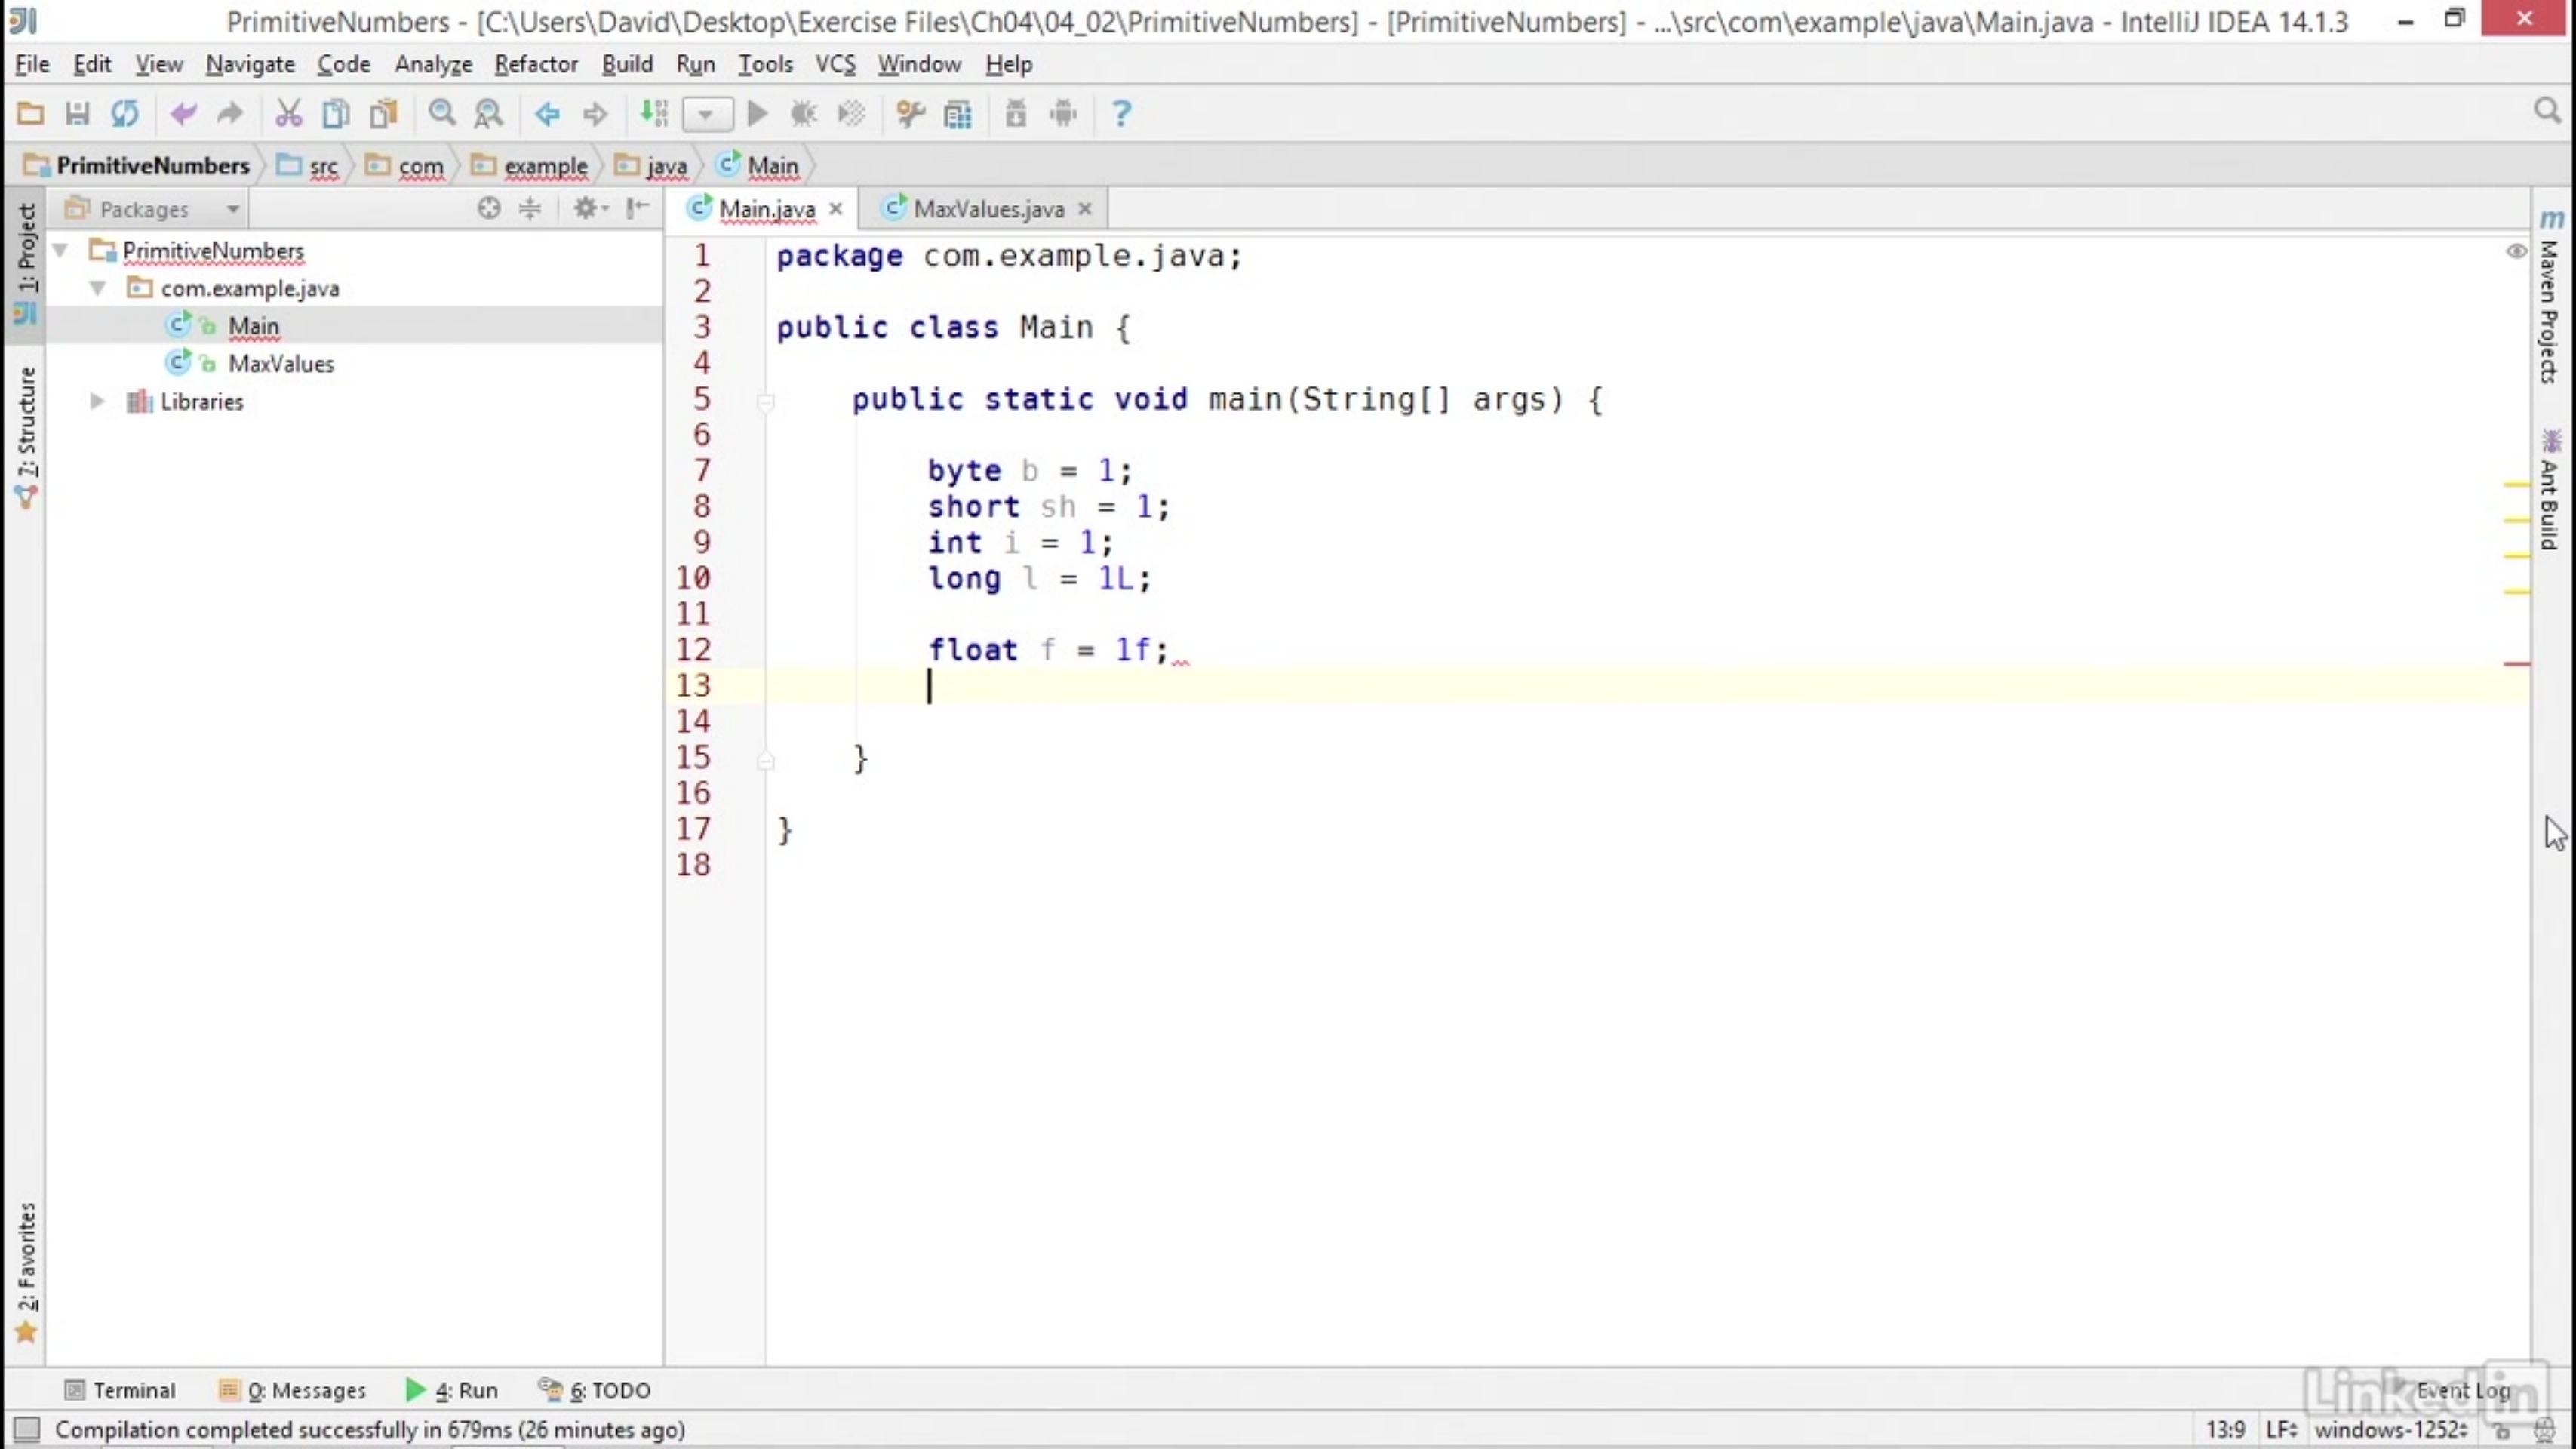 PrimitiveNumbers - [C:\Users\David\Desktop\Exercise Files\Ch04\04_02\PrimitiveNumbers] - [PrimitiveNumbers] - ...\src\com\example\java\Main.java - IntelliJ IDEA 14.1.3
File Edit View Navigate Code Analyze Refactor Build Run Tools VCS Window Help
PrimitiveNumbers src com example java Main
1: Project
7: Structure
2: Favorites
Packages
PrimitiveNumbers
com.example.java
Main
MaxValues
Libraries
Main.java MaxValues.java
1 package com.example.java;
2
3 public class Main {
4
5 public static void main(String[] args) {
6
7 byte b = 1;
8 short sh = 1;
9 int i = 1;
10 long l = 1L;
11
12 float f = 1f;
13
14
15 }
16
17 }
18
m Maven Projects
Ant Build
Terminal 0: Messages 4: Run 6: TODO Event Log
Linked in
Compilation completed successfully in 679ms (26 minutes ago) 13:9 LF windows-1252